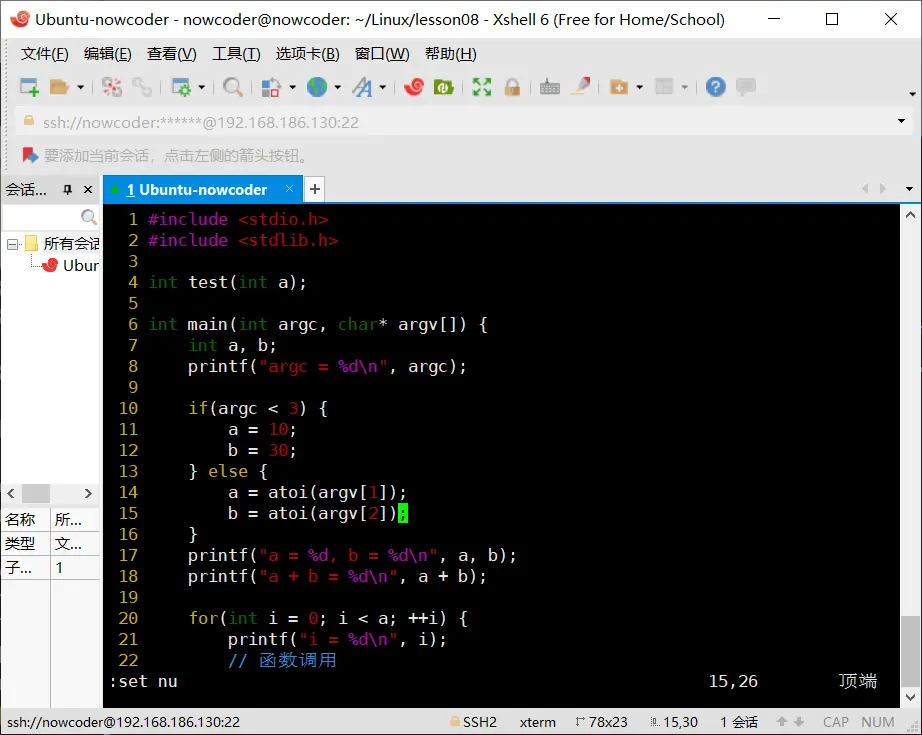 Ubuntu-nowcoder - nowcoder@nowcoder: ~/Linux/lesson08 - Xshell 6 (Free for Home/School)
文件(F) 编辑(E) 查看(V) 工具(T) 选项卡(B) 窗口(W) 帮助(H)
ssh://nowcoder:******@192.168.186.130:22
要添加当前会话，点击左侧的箭头按钮。
会话...
1 Ubuntu-nowcoder
所有会话
Ubun
名称 所...
类型 文...
子... 1
1 #include <stdio.h>
2 #include <stdlib.h>
3
4 int test(int a);
5
6 int main(int argc, char* argv[]) {
7     int a, b;
8     printf("argc = %d\n", argc);
9
10     if(argc < 3) {
11         a = 10;
12         b = 30;
13     } else {
14         a = atoi(argv[1]);
15         b = atoi(argv[2]);
16     }
17     printf("a = %d, b = %d\n", a, b);
18     printf("a + b = %d\n", a + b);
19
20     for(int i = 0; i < a; ++i) {
21         printf("i = %d\n", i);
22         // 函数调用
:set nu 15,26 顶端
ssh://nowcoder@192.168.186.130:22 SSH2 xterm 78x23 15,30 1 会话 CAP NUM